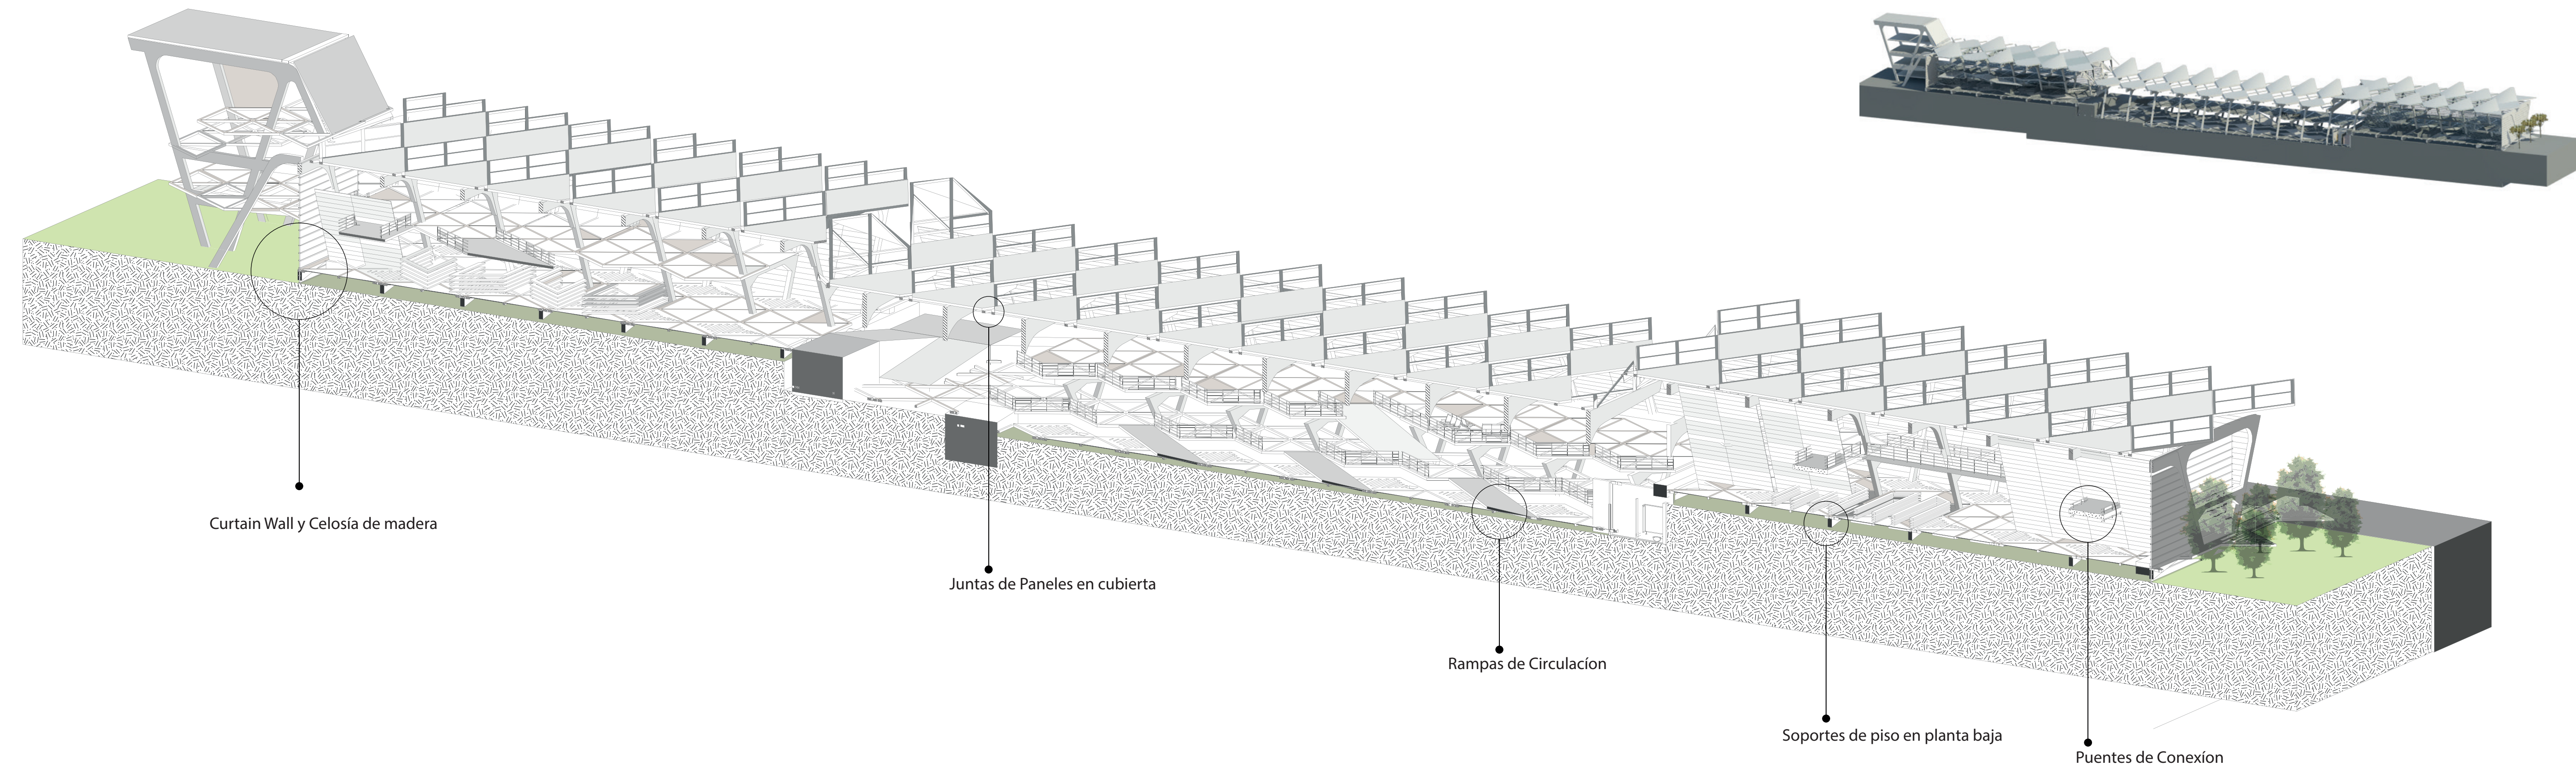 Curtain Wall y Celosía de madera
Juntas de Paneles en cubierta
Rampas de Circulacíon
Soportes de piso en planta baja
Puentes de Conexíon